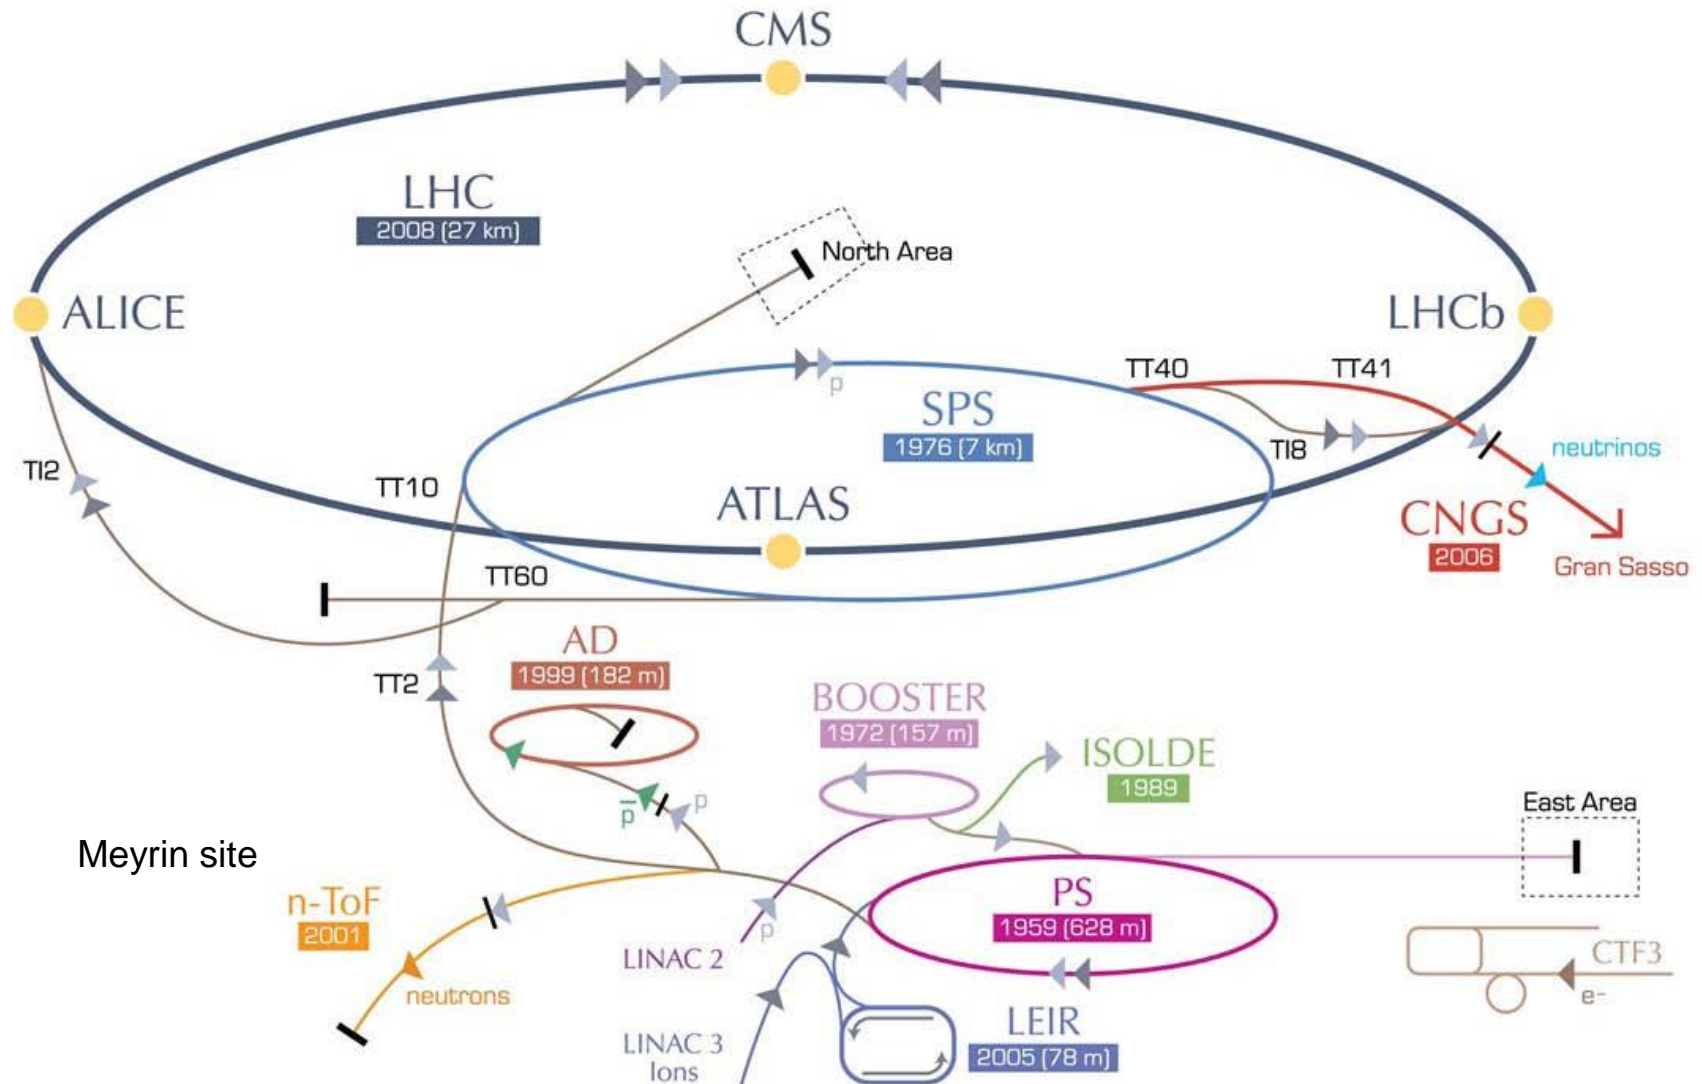 CMS
LHC
2008 (27 km)
North Area
ALICE
LHCb
TT40
TT41
p
SPS
1976 (7 km)
TI8
neutrinos
TI2
TT10
ATLAS
CNGS
2006
Gran Sasso
TT60
AD
1999 (182 m)
TT2
BOOSTER
1972 (157 m)
ISOLDE
1989
p
p̅
East Area
Meyrin site
n-ToF
2001
PS
1959 (628 m)
p
LINAC 2
neutrons
CTF3
e-
LEIR
2005 (78 m)
LINAC 3
Ions